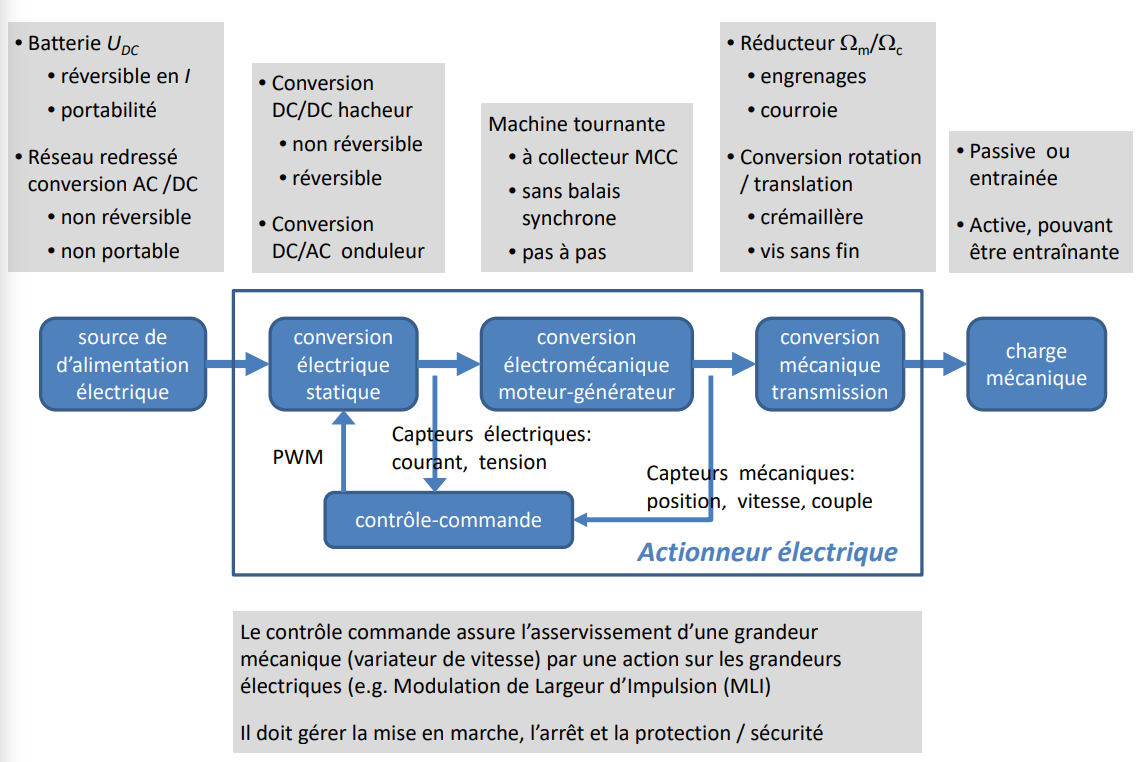 • Batterie U_DC
• réversible en I
• portabilité
• Réseau redressé
conversion AC /DC
• non réversible
• non portable
• Conversion
DC/DC hacheur
• non réversible
• réversible
• Conversion
DC/AC onduleur
Machine tournante
• à collecteur MCC
• sans balais
synchrone
• pas à pas
• Réducteur Ωm/Ωc
• engrenages
• courroie
• Conversion rotation
/ translation
• crémaillère
• vis sans fin
• Passive ou
entrainée
• Active, pouvant
être entraînante
source de
d’alimentation
électrique
conversion
électrique
statique
conversion
électromécanique
moteur-générateur
conversion
mécanique
transmission
charge
mécanique
PWM
Capteurs électriques:
courant, tension
Capteurs mécaniques:
position, vitesse, couple
contrôle-commande
Actionneur électrique
Le contrôle commande assure l’asservissement d’une grandeur
mécanique (variateur de vitesse) par une action sur les grandeurs
électriques (e.g. Modulation de Largeur d’Impulsion (MLI)
Il doit gérer la mise en marche, l’arrêt et la protection / sécurité